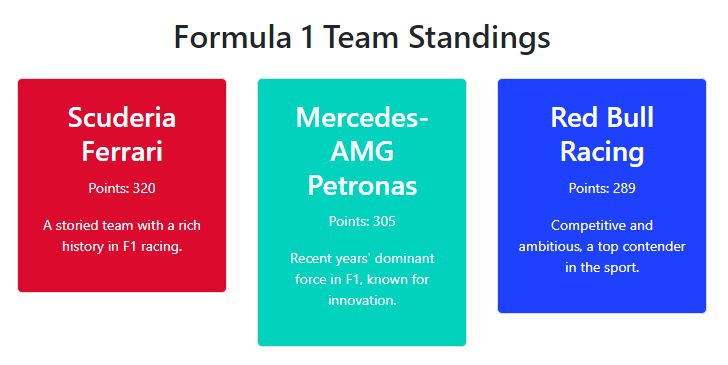 Formula 1 Team Standings
Scuderia
Ferrari
Points: 320
A storied team with a rich
history in F1 racing.
Mercedes-
AMG
Petronas
Points: 305
Recent years' dominant
force in F1, known for
innovation.
Red Bull
Racing
Points: 289
Competitive and
ambitious, a top contender
in the sport.